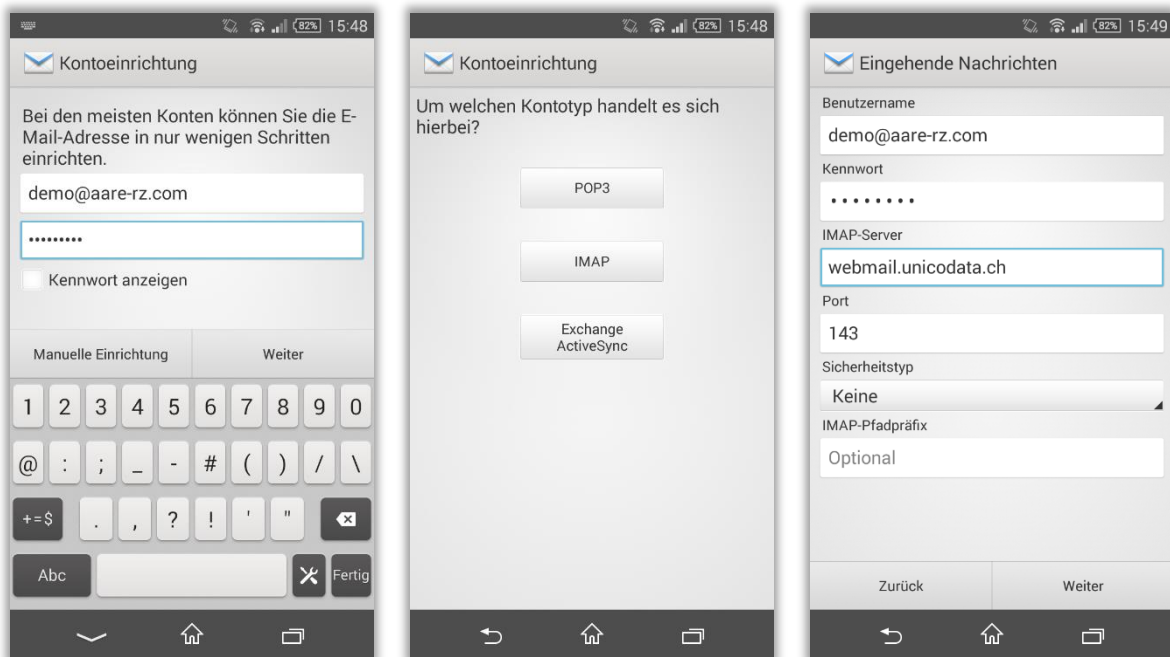 15:48
82%
Kontoeinrichtung
Bei den meisten Konten können Sie die E-
Mail-Adresse in nur wenigen Schritten
einrichten.
demo@aare-rz.com
•••••••••
Kennwort anzeigen
Manuelle Einrichtung
Weiter
1 2 3 4 5 6 7 8 9 0
@ : ; _ - # ( ) / \
+=$ . , ? ! ' "
Abc
Fertig
82%
15:48
Kontoeinrichtung
Um welchen Kontotyp handelt es sich
hierbei?
POP3
IMAP
Exchange
ActiveSync
82%
15:49
Eingehende Nachrichten
Benutzername
demo@aare-rz.com
Kennwort
••••••••
IMAP-Server
webmail.unicodata.ch
Port
143
Sicherheitstyp
Keine
IMAP-Pfadpräfix
Optional
Zurück
Weiter